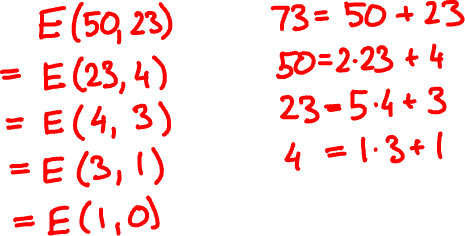 E(50,23)
= E(23,4)
= E(4, 3)
= E(3, 1)
= E(1,0)
73 = 50 + 23
50 = 2·23 + 4
23 = 5·4 + 3
4 = 1·3 + 1